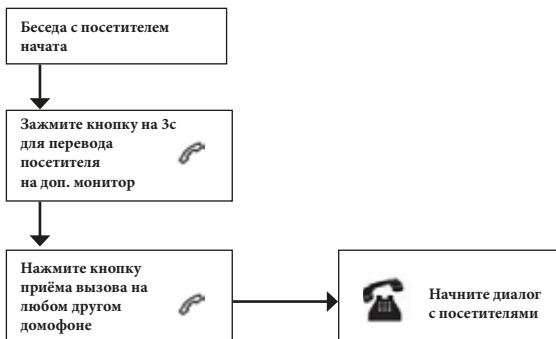 Беседа с посетителем
начата
Зажмите кнопку на 3с
для перевода
посетителя
на доп. монитор
Нажмите кнопку
приёма вызова на
любом другом
домофоне
Начните диалог
с посетителями